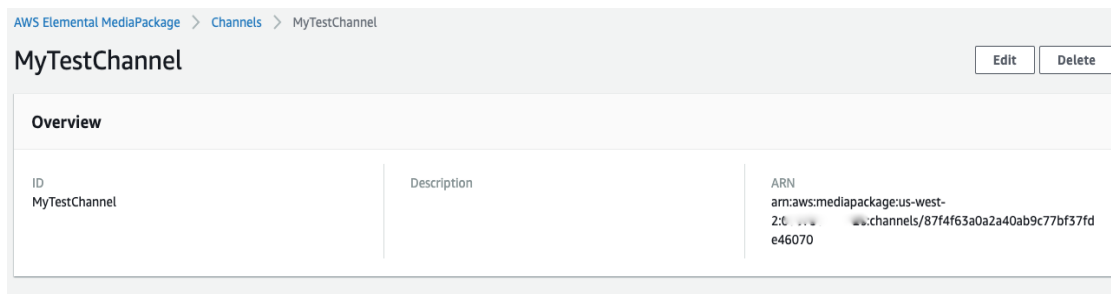 AWS Elemental MediaPackage > Channels > MyTestChannel
MyTestChannel
Edit
Delete
Overview
ID
MyTestChannel
Description
ARN
arn:aws:mediapackage:us-west-
:channels/87f4f63a0a2a40ab9c77bf37fd
e46070